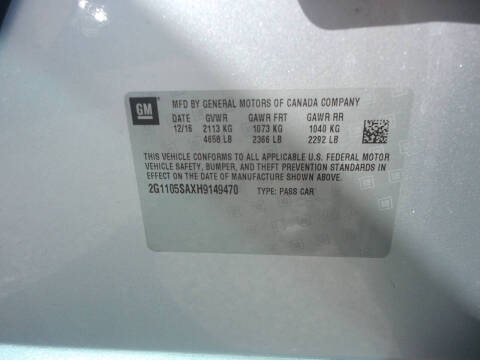 GM
MFD BY GENERAL MOTORS OF CANADA COMPANY
DATE GVWR GAWR FRT GAWR RR
12/16 2113 KG 1073 KG 1040 KG
4658 LB 2366 LB 2292 LB
THIS VEHICLE CONFORMS TO ALL APPLICABLE U.S. FEDERAL MOTOR
VEHICLE SAFETY, BUMPER, AND THEFT PREVENTION STANDARDS IN
EFFECT ON THE DATE OF MANUFACTURE SHOWN ABOVE.
2G1105SAXH9149470 TYPE: PASS CAR